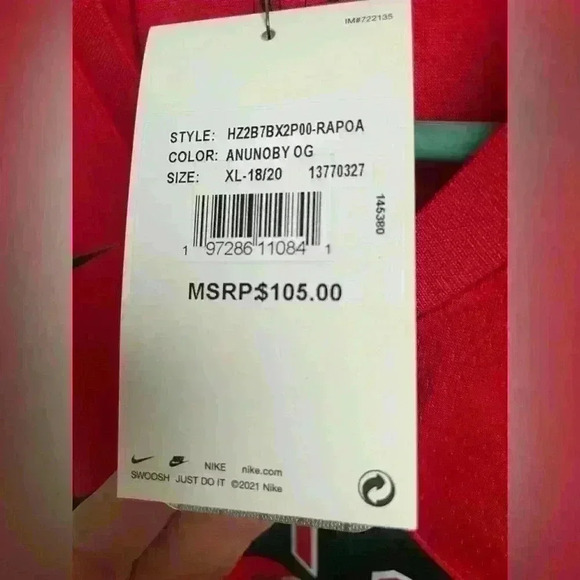 IM#722135
STYLE: HZ2B7BX2P00-RAPOA
COLOR: ANUNOBY OG
SIZE: XL-18/20 13770327
145380
1 97286 11084 1
MSRP:$105.00
NIKE nike.com
SWOOSH JUST DO IT ©2021 Nike